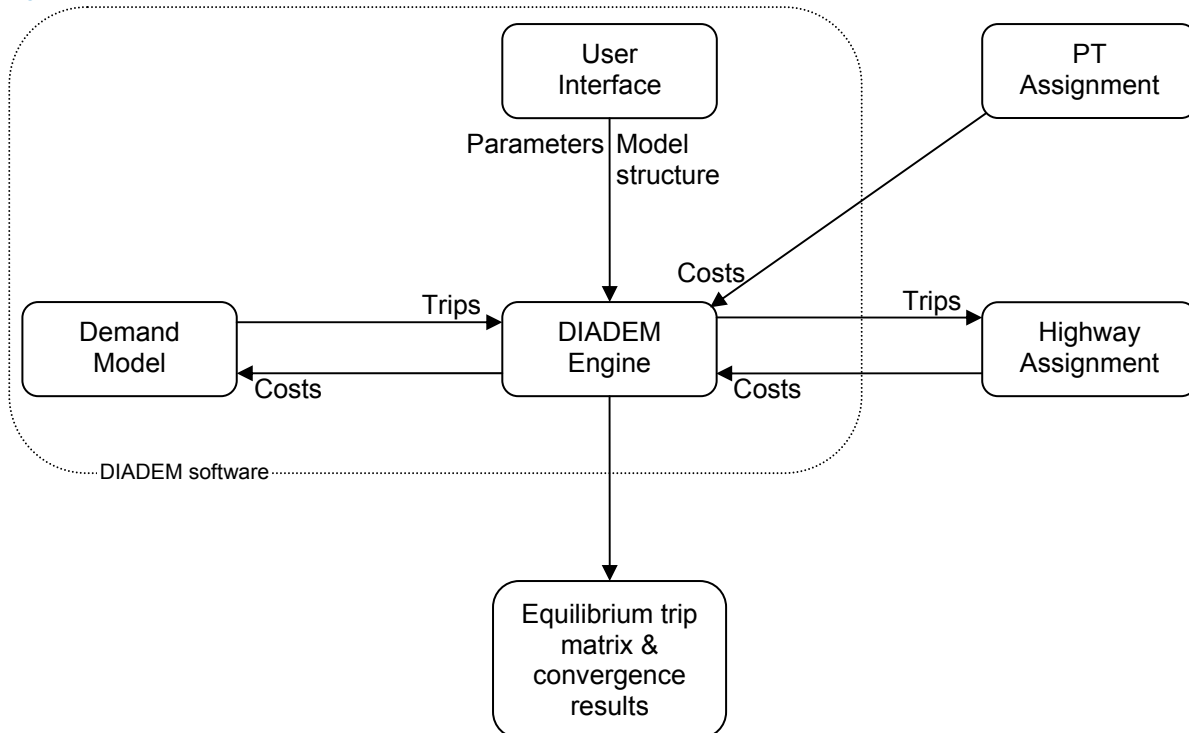 User
Interface
PT
Assignment
Parameters
Model
structure
Costs
Trips
Trips
Demand
Model
DIADEM
Engine
Highway
Assignment
Costs
Costs
DIADEM software
Equilibrium trip
matrix &
convergence
results